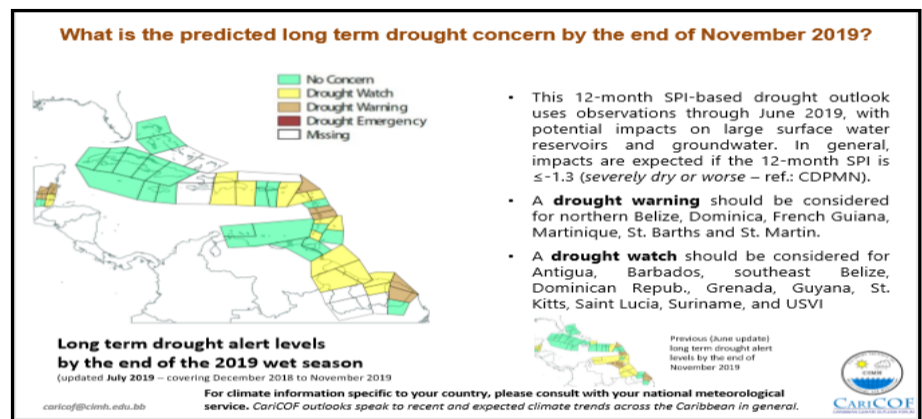 What is the predicted long term drought concern by the end of November 2019?
No Concern
Drought Watch
Drought Warning
Drought Emergency
Missing
• This 12-month SPI-based drought outlook
uses observations through June 2019, with
potential impacts on large surface water
reservoirs and groundwater. In general,
impacts are expected if the 12-month SPI is
≤-1.3 (severely dry or worse – ref.: CDPMN).
• A drought warning should be considered
for northern Belize, Dominica, French Guiana,
Martinique, St. Barths and St. Martin.
• A drought watch should be considered for
Antigua, Barbados, southeast Belize,
Dominican Repub., Grenada, Guyana, St.
Kitts, Saint Lucia, Suriname, and USVI
Previous (June update)
long term drought alert
levels by the end of
November 2019
Long term drought alert levels
by the end of the 2019 wet season
(updated July 2019 – covering December 2018 to November 2019
For climate information specific to your country, please consult with your national meteorological
service. CariCOF outlooks speak to recent and expected climate trends across the Caribbean in general.
caricof@cimh.edu.bb
CIMH
CARICOF